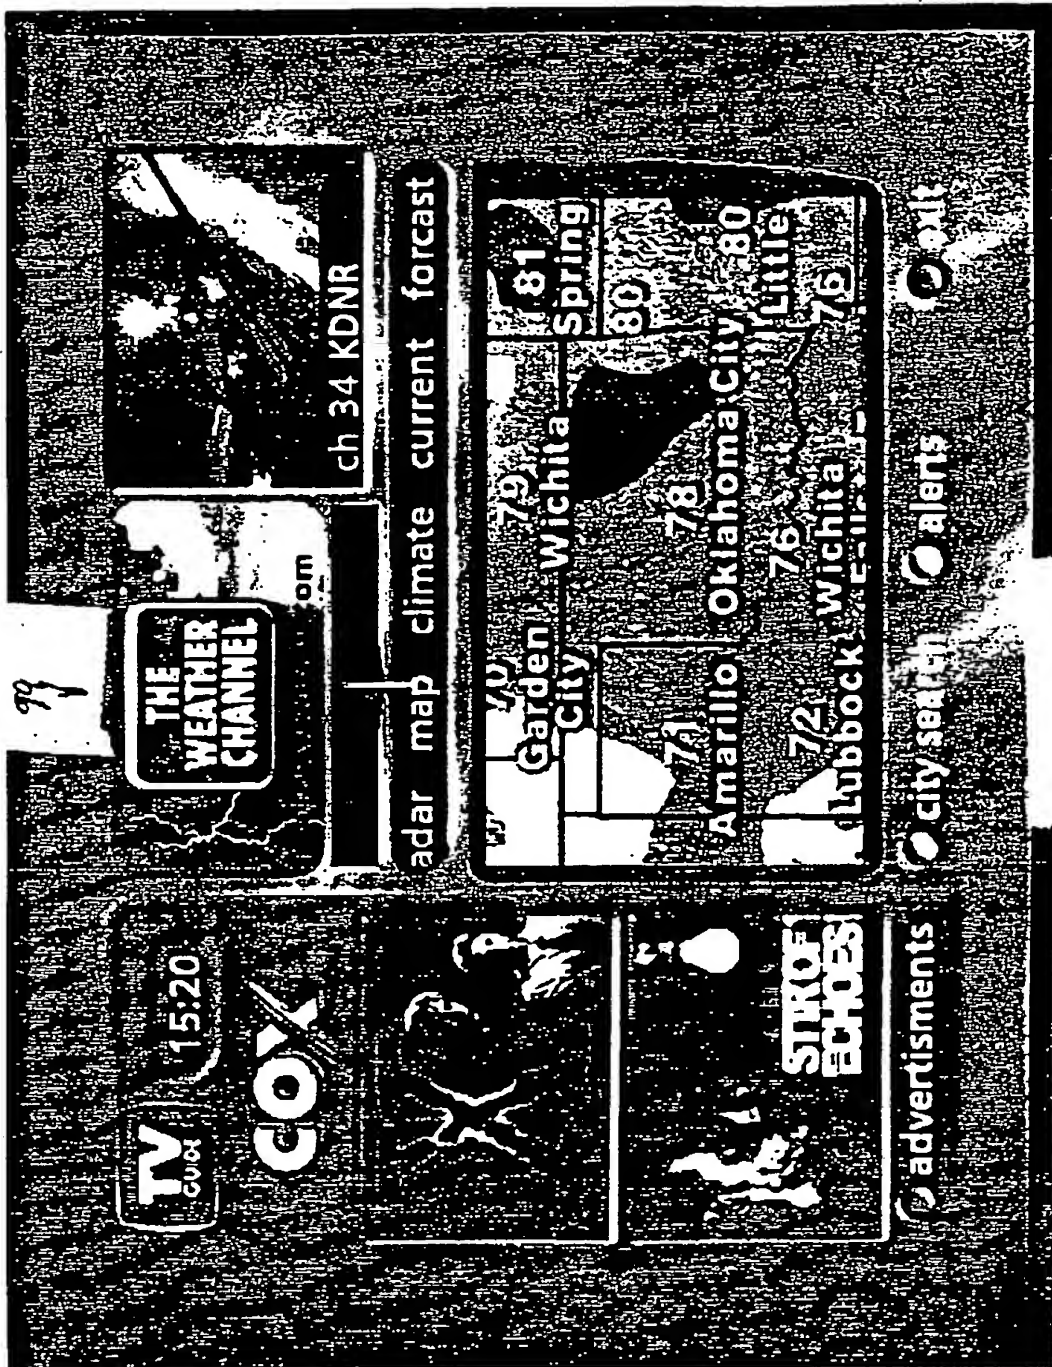 TV
GUIDE
15:20
COX
STIR OF
ECHOES
advertisments
THE
WEATHER
CHANNEL
om
ch 34 KDNR
adar map climate current forcast
70
Garden
City
79
Wichita
81
Spring
80
71
Amarillo
78
Oklahoma City
80
Little
72
Lubbock
76
Wichita
76
city search
alerts
exit